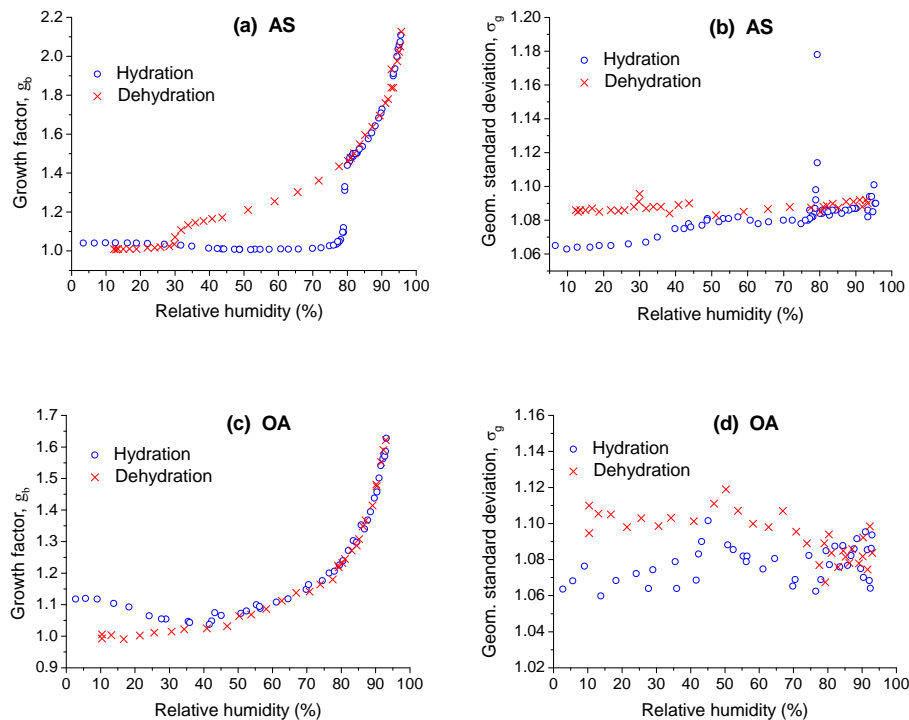 (a) AS
Hydration
Dehydration
Growth factor, g_b
2.2
2.0
1.8
1.6
1.4
1.2
1.0
0 10 20 30 40 50 60 70 80 90 100
Relative humidity (%)
(b) AS
Hydration
Dehydration
Geom. standard deviation, σ_g
1.20
1.18
1.16
1.14
1.12
1.10
1.08
1.06
10 20 30 40 50 60 70 80 90 100
Relative humidity (%)
(c) OA
Hydration
Dehydration
Growth factor, g_b
1.7
1.6
1.5
1.4
1.3
1.2
1.1
1.0
0.9
0 10 20 30 40 50 60 70 80 90 100
Relative humidity (%)
(d) OA
Hydration
Dehydration
Geom. standard deviation, σ_g
1.16
1.14
1.12
1.10
1.08
1.06
1.04
1.02
0 10 20 30 40 50 60 70 80 90 100
Relative humidity (%)